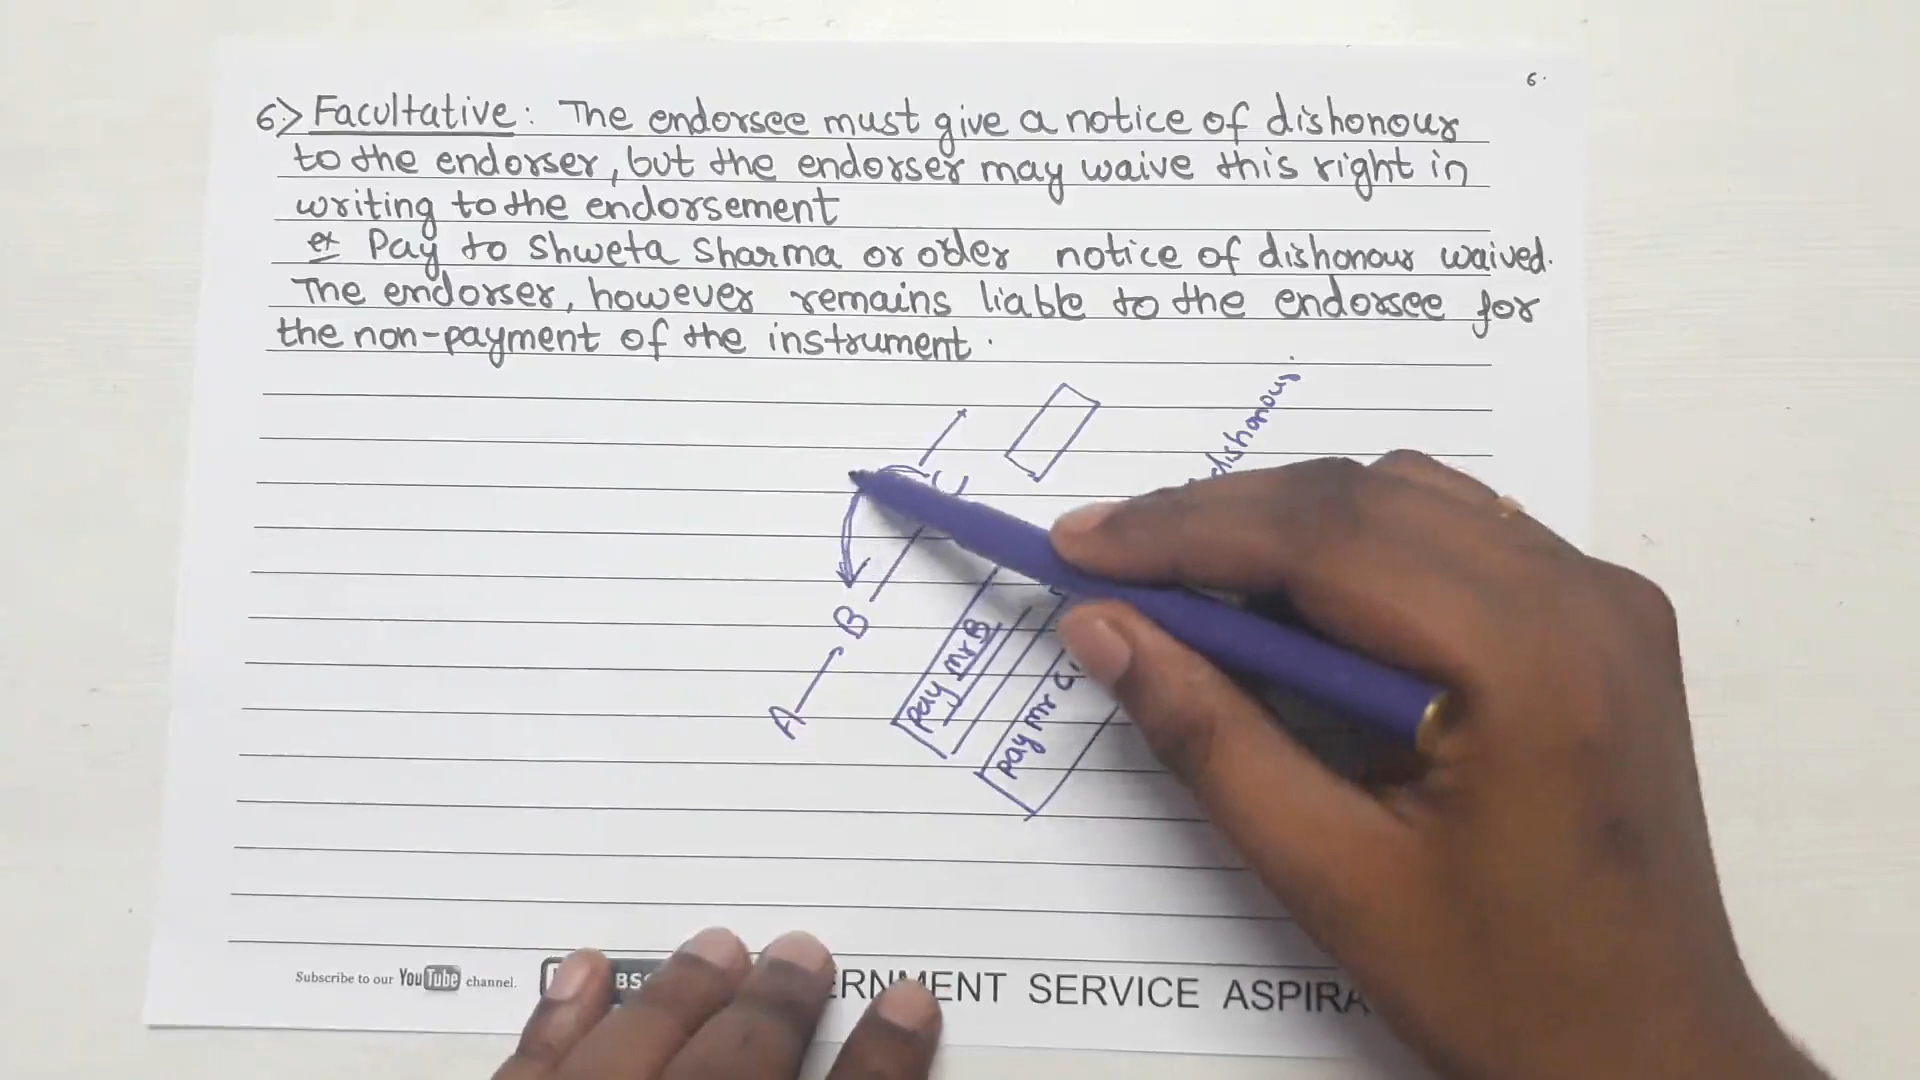 6.
6.> Facultative : The endorsee must give a notice of dishonour
to the endorser, but the endorser may waive this right in
writing to the endorsement
ex Pay to Shweta Sharma or order notice of dishonour waived.
The endorser, however remains liable to the endorsee for
the non-payment of the instrument.
dishonour
C
B
A
Pay Mr B
Pay Mr
Subscribe to our YouTube channel.
SERVICE